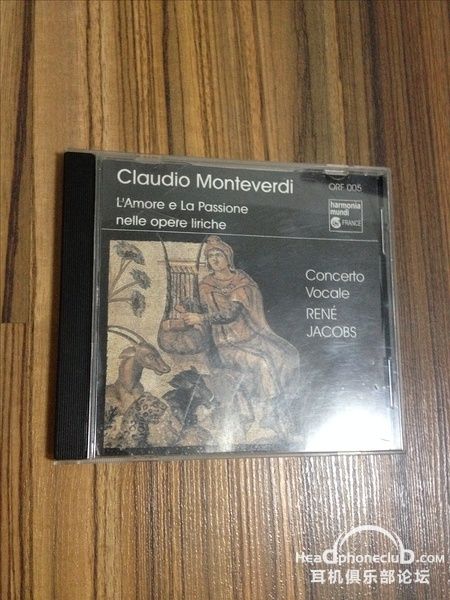 Claudio Monteverdi
ORF 005
L'Amore e La Passione
nelle opere liriche
harmonia
mundi
FRANCE
Concerto
Vocale
RENÉ
JACOBS
HeadphonecluD.com
耳机俱乐部论坛